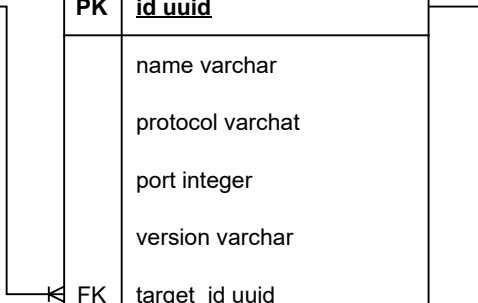 PK id uuid
name varchar
protocol varchat
port integer
version varchar
FK target_id uuid